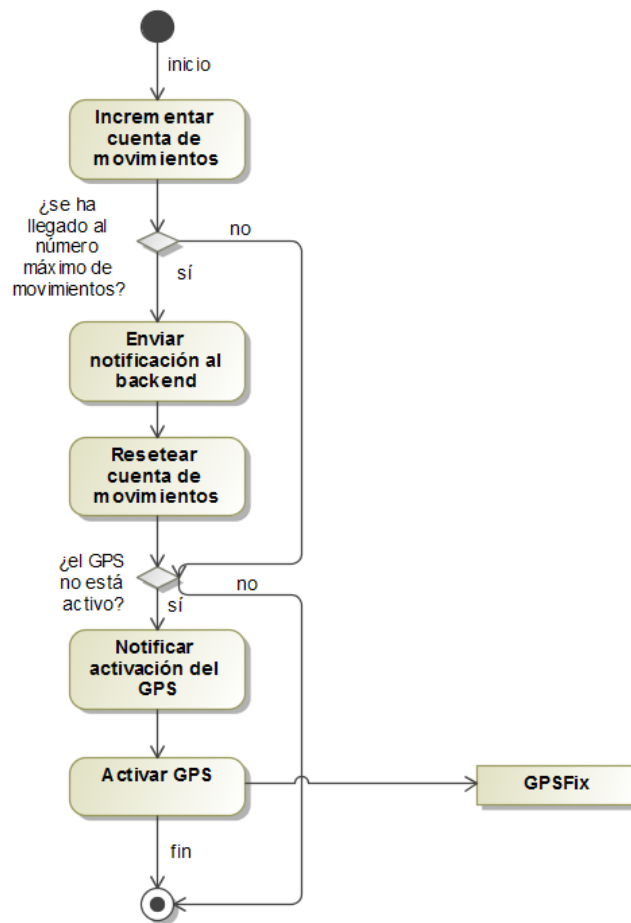 inicio
Incrementar
cuenta de
movimientos
¿se ha
llegado al
número
máximo de
movimientos?
no
sí
Enviar
notificación al
backend
Resetear
cuenta de
movimientos
¿el GPS
no está
activo?
no
sí
Notificar
activación del
GPS
Activar GPS
GPSFix
fin